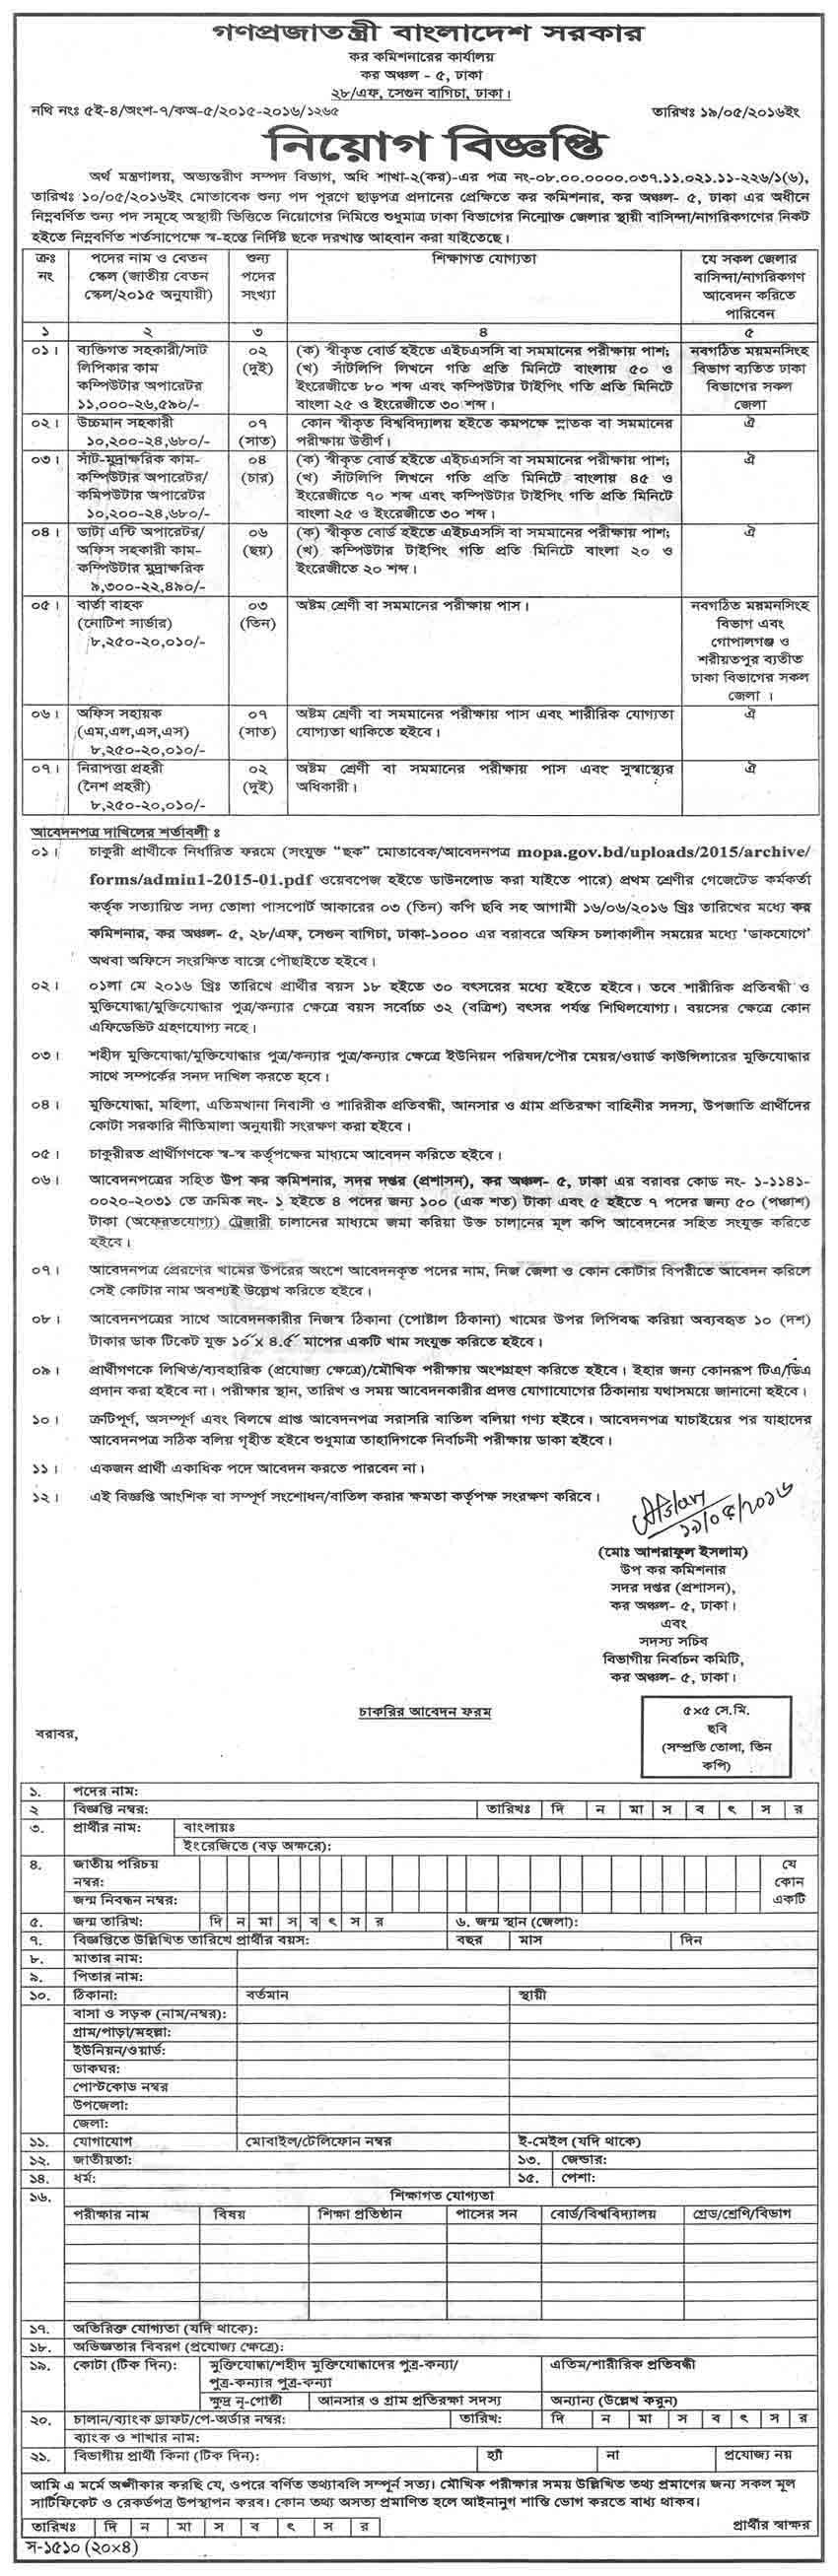 গণপ্রজাতন্ত্রী বাংলাদেশ সরকার
কর কমিশনারের কার্যালয়
কর অঞ্চল - ৫, ঢাকা
২৮/এফ, সেগুন বাগিচা, ঢাকা।
নথি নংঃ ৫ই-৪/অংশ-৭/কঅ-৫/২০১৫-২০১৬/১২৬৫ তারিখঃ ১৯/০৫/২০১৬ইং
নিয়োগ বিজ্ঞপ্তি
অর্থ মন্ত্রণালয়, অভ্যন্তরীণ সম্পদ বিভাগ, অধি শাখা-২(কর)-এর পত্র নং-০৮.০০.০০০০.০৩৭.১১.০২১.১১-২২৬/১(৬),
তারিখঃ ১০/০৫/২০১৬ইং মোতাবেক শুন্য পদ পূরণে ছাড়পত্র প্রদানের প্রেক্ষিতে কর কমিশনার, কর অঞ্চল- ৫, ঢাকা এর অধীনে
নিম্নবর্ণিত শুন্য পদ সমূহে অস্থায়ী ভিত্তিতে নিয়োগের নিমিত্তে শুধুমাত্র ঢাকা বিভাগের নিম্মোক্ত জেলার স্থায়ী বাসিন্দা/নাগরিকগণের নিকট
হইতে নিম্নবর্ণিত শর্তসাপেক্ষে স্ব-হস্তে নির্দিষ্ট ছকে দরখাস্ত আহবান করা যাইতেছে।
ক্রঃ নং
পদের নাম ও বেতন
স্কেল (জাতীয় বেতন
স্কেল/২০১৫ অনুযায়ী)
শুন্য
পদের
সংখ্যা
শিক্ষাগত যোগ্যতা
যে সকল জেলার
বাসিন্দা/নাগরিকগণ
আবেদন করিতে
পারিবেন
১ ২ ৩ ৪ ৫
০১।
ব্যক্তিগত সহকারী/সাট
লিপিকার কাম
কম্পিউটার অপারেটর
১১,০০০-২৬,৫৯০/-
০২
(দুই)
(ক) স্বীকৃত বোর্ড হইতে এইচএসসি বা সমমানের পরীক্ষায় পাশ;
(খ) সাঁটলিপি লিখনে গতি প্রতি মিনিটে বাংলায় ৫০ ও
ইংরেজীতে ৮০ শব্দ এবং কম্পিউটার টাইপিং গতি প্রতি মিনিটে
বাংলা ২৫ ও ইংরেজীতে ৩০ শব্দ।
নবগঠিত ময়মনসিংহ
বিভাগ ব্যতিত ঢাকা
বিভাগের সকল
জেলা
০২।
উচ্চমান সহকারী
১০,২০০-২৪,৬৮০/-
০৭
(সাত)
কোন স্বীকৃত বিশ্ববিদ্যালয় হইতে কমপক্ষে স্নাতক বা সমমানের
পরীক্ষায় উত্তীর্ণ।
ঐ
০৩।
সাঁট-মুদ্রাক্ষরিক কাম-
কম্পিউটার অপারেটর/
কমিপউটার অপারেটর
১০,২০০-২৪,৬৮০/-
০৪
(চার)
(ক) স্বীকৃত বোর্ড হইতে এইচএসসি বা সমমানের পরীক্ষায় পাশ;
(খ) সাঁটলিপি লিখনে গতি প্রতি মিনিটে বাংলায় ৪৫ ও
ইংরেজীতে ৭০ শব্দ এবং কম্পিউটার টাইপিং গতি প্রতি মিনিটে
বাংলা ২৫ ও ইংরেজীতে ৩০ শব্দ।
ঐ
০৪।
ডাটা এন্টি অপারেটর/
অফিস সহকারী কাম-
কম্পিউটার মুদ্রাক্ষরিক
৯,৩০০-২২,৪৯০/-
০৬
(ছয়)
(ক) স্বীকৃত বোর্ড হইতে এইচএসসি বা সমমানের পরীক্ষায় পাশ;
(খ) কম্পিউটার টাইপিং গতি প্রতি মিনিটে বাংলা ২০ ও
ইংরেজীতে ২০ শব্দ।
ঐ
০৫।
বার্তা বাহক
(নোটিশ সার্ভার)
৮,২৫০-২০,০১০/-
০৩
(তিন)
অষ্টম শ্রেণী বা সমমানের পরীক্ষায় পাস।
নবগঠিত ময়মনসিংহ
বিভাগ এবং
গোপালগঞ্জ ও
শরীয়তপুর ব্যতীত
ঢাকা বিভাগের সকল
জেলা ।
০৬।
অফিস সহায়ক
(এম,এল,এস,এস)
৮,২৫০-২০,০১০/-
০৭
(সাত)
অষ্টম শ্রেণী বা সমমানের পরীক্ষায় পাস এবং শারীরিক যোগ্যতা
যোগ্যতা থাকিতে হইবে।
ঐ
০৭।
নিরাপত্তা প্রহরী
(নৈশ প্রহরী)
৮,২৫০-২০,০১০/-
০২
(দুই)
অষ্টম শ্রেণী বা সমমানের পরীক্ষায় পাস এবং সুস্বাস্থ্যের
অধিকারী।
ঐ
আবেদনপত্র দাখিলের শর্তাবলী ঃ
০১। চাকুরী প্রার্থীকে নির্ধারিত ফরমে (সংযুক্ত “ছক” মোতাবেক/আবেদনপত্র mopa.gov.bd/uploads/2015/archive/
forms/admin1-2015-01.pdf ওয়েবপেজ হইতে ডাউনলোড করা যাইতে পারে) প্রথম শ্রেণীর গেজেটেড কর্মকর্তা
কর্তৃক সত্যায়িত সদ্য তোলা পাসপোর্ট আকারের ০৩ (তিন) কপি ছবি সহ আগামী ১৬/০৬/২০১৬ খ্রিঃ তারিখের মধ্যে কর
কমিশনার, কর অঞ্চল- ৫, ২৮/এফ, সেগুন বাগিচা, ঢাকা-১০০০ এর বরাবরে অফিস চলাকালীন সময়ের মধ্যে ‘ডাকযোগে’
অথবা অফিসে সংরক্ষিত বাক্সে পৌছাইতে হইবে।
০২। ০১লা মে ২০১৬ খ্রিঃ তারিখে প্রার্থীর বয়স ১৮ হইতে ৩০ বৎসরের মধ্যে হইতে হইবে। তবে শারীরিক প্রতিবন্ধী ও
মুক্তিযোদ্ধা/মুক্তিযোদ্ধার পুত্র/কন্যার ক্ষেত্রে বয়স সর্বোচ্চ ৩২ (বত্রিশ) বৎসর পর্যন্ত শিথিলযোগ্য। বয়সের ক্ষেত্রে কোন
এফিডেভিট গ্রহণযোগ্য নহে।
০৩। শহীদ মুক্তিযোদ্ধা/মুক্তিযোদ্ধার পুত্র/কন্যার পুত্র/কন্যার ক্ষেত্রে ইউনিয়ন পরিষদ/পৌর মেয়র/ওয়ার্ড কাউন্সিলারের মুক্তিযোদ্ধার
সাথে সম্পর্কের সনদ দাখিল করতে হবে।
০৪। মুক্তিযোদ্ধা, মহিলা, এতিমখানা নিবাসী ও শারিরীক প্রতিবন্ধী, আনসার ও গ্রাম প্রতিরক্ষা বাহিনীর সদস্য, উপজাতি প্রার্থীদের
কোটা সরকারি নীতিমালা অনুযায়ী সংরক্ষণ করা হইবে।
০৫। চাকুরীরত প্রার্থীগণকে স্ব-স্ব কর্তৃপক্ষের মাধ্যমে আবেদন করিতে হইবে।
০৬। আবেদনপত্রের সহিত উপ কর কমিশনার, সদর দপ্তর (প্রশাসন), কর অঞ্চল- ৫, ঢাকা এর বরাবর কোড নং- ১-১১৪১-
০০২০-২০৩১ তে ক্রমিক নং- ১ হইতে ৪ পদের জন্য ১০০ (এক শত) টাকা এবং ৫ হইতে ৭ পদের জন্য ৫০ (পঞ্চাশ)
টাকা (অফেরতযোগ্য) ট্রেজারী চালানের মাধ্যমে জমা করিয়া উক্ত চালানের মূল কপি আবেদনের সহিত সংযুক্ত করিতে
হইবে।
০৭। আবেদনপত্র প্রেরণের খামের উপরের অংশে আবেদনকৃত পদের নাম, নিজ জেলা ও কোন কোটার বিপরীতে আবেদন করিলে
সেই কোটার নাম অবশ্যই উল্লেখ করিতে হইবে।
০৮। আবেদনপত্রের সাথে আবেদনকারীর নিজস্ব ঠিকানা (পোষ্টাল ঠিকানা) খামের উপর লিপিবদ্ধ করিয়া অব্যবহৃত ১০ (দশ)
টাকার ডাক টিকেট যুক্ত ১০˝ x ৪.৫˝ মাপের একটি খাম সংযুক্ত করিতে হইবে।
০৯। প্রার্থীগণকে লিখিত/ব্যবহারিক (প্রযোজ্য ক্ষেত্রে)/মৌখিক পরীক্ষায় অংশগ্রহণ করিতে হইবে। ইহার জন্য কোনরূপ টিএ/ডিএ
প্রদান করা হইবে না। পরীক্ষার স্থান, তারিখ ও সময় আবেদনকারীর প্রদত্ত যোগাযোগের ঠিকানায় যথাসময়ে জানানো হইবে।
১০। ত্রুটিপূর্ণ, অসম্পূর্ণ এবং বিলম্বে প্রাপ্ত আবেদনপত্র সরাসরি বাতিল বলিয়া গণ্য হইবে। আবেদনপত্র যাচাইয়ের পর যাহাদের
আবেদনপত্র সঠিক বলিয় গৃহীত হইবে শুধুমাত্র তাহাদিগকে নির্বাচনী পরীক্ষায় ডাকা হইবে।
১১। একজন প্রার্থী একাধিক পদে আবেদন করতে পারবেন না।
১২। এই বিজ্ঞপ্তি আংশিক বা সম্পূর্ণ সংশোধন/বাতিল করার ক্ষমতা কর্তৃপক্ষ সংরক্ষণ করিবে।
১৯/০৫/২০১৬
(মোঃ আশরাফুল ইসলাম)
উপ কর কমিশনার
সদর দপ্তর (প্রশাসন),
কর অঞ্চল- ৫, ঢাকা।
এবং
সদস্য সচিব
বিভাগীয় নির্বাচন কমিটি,
কর অঞ্চল- ৫, ঢাকা।
চাকরির আবেদন ফরম
৫x৫ সে.মি.
ছবি
(সম্প্রতি তোলা, তিন
কপি)
বরাবর,
১. পদের নাম:
২ বিজ্ঞপ্তি নম্বর: তারিখঃ দি ন মা স ব ৎ স র
৩. প্রার্থীর নাম: বাংলায়ঃ
ইংরেজিতে (বড় অক্ষরে):
৪. জাতীয় পরিচয়
নম্বর:
জন্ম নিবন্ধন নম্বর:
যে
কোন
একটি
৫. জন্ম তারিখ: দি ন মা স ব ৎ স র ৬. জন্ম স্থান (জেলা):
৭. বিজ্ঞপ্তিতে উল্লিখিত তারিখে প্রার্থীর বয়স: বছর মাস দিন
৮. মাতার নাম:
৯. পিতার নাম:
১০. ঠিকানা: বর্তমান স্থায়ী
বাসা ও সড়ক (নাম/নম্বর):
গ্রাম/পাড়া/মহল্লা:
ইউনিয়ন/ওয়ার্ড:
ডাকঘর:
পোস্টকোড নম্বর
উপজেলা:
জেলা:
১১. যোগাযোগ মোবাইল/টেলিফোন নম্বর ই-মেইল (যদি থাকে)
১২. জাতীয়তা: ১৩. জেন্ডার:
১৪. ধর্ম: ১৫. পেশা:
১৬. শিক্ষাগত যোগ্যতা
পরীক্ষার নাম বিষয় শিক্ষা প্রতিষ্ঠান পাসের সন বোর্ড/বিশ্ববিদ্যালয় গ্রেড/শ্রেণি/বিভাগ
১৭. অতিরিক্ত যোগ্যতা (যদি থাকে):
১৮. অভিজ্ঞতার বিবরণ (প্রযোজ্য ক্ষেত্রে):
১৯. কোটা (টিক দিন): মুক্তিযোদ্ধা/শহীদ মুক্তিযোদ্ধাদের পুত্র-কন্যা/
পুত্র-কন্যার পুত্র-কন্যা
এতিম/শারীরিক প্রতিবন্ধী
ক্ষুদ্র নৃ-গোষ্ঠী আনসার ও গ্রাম প্রতিরক্ষা সদস্য অন্যান্য (উল্লেখ করুন)
২০. চালান/ব্যাংক ড্রাফট/পে-অর্ডার নম্বর: তারিখ: দি ন মা স ব ৎ স র
ব্যাংক ও শাখার নাম:
২১. বিভাগীয় প্রার্থী কিনা (টিক দিন): হ্যাঁ না প্রযোজ্য নয়
আমি এ মর্মে অঙ্গীকার করছি যে, ওপরে বর্ণিত তথ্যাবলি সম্পূর্ন সত্য। মৌখিক পরীক্ষার সময় উল্লিখিত তথ্য প্রমাণের জন্য সকল মূল
সার্টিফিকেট ও রেকর্ডপত্র উপস্থাপন করব। কোন তথ্য অসত্য প্রমাণিত হলে আইনানুগ শাস্তি ভোগ করতে বাধ্য থাকব।
তারিখঃ দি ন মা স ব ৎ স র প্রার্থীর স্বাক্ষর
স-১৫১০ (২০x৪)